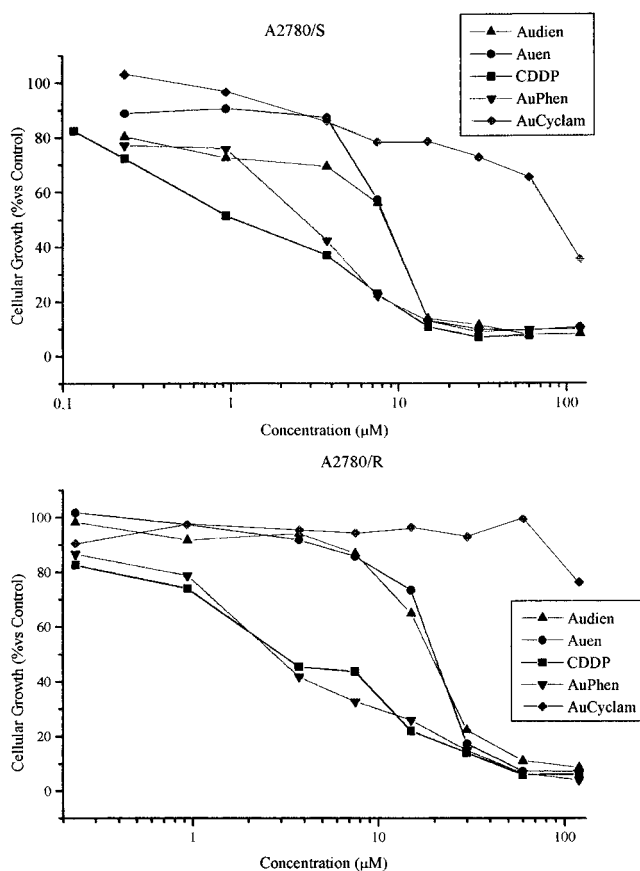 A2780/S
Audien
Auen
CDDP
AuPhen
AuCyclam
Cellular Growth (%vs Control)
100
80
60
40
20
0
0.1
1
10
100
Concentration (µM)
A2780/R
Audien
Auen
CDDP
AuPhen
AuCyclam
Cellular Growth (%vs Control)
100
80
60
40
20
0
1
10
100
Concentration (µM)